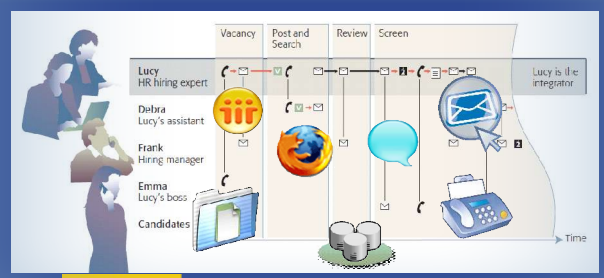 Vacancy
Post and
Search
Review
Screen
Lucy
HR hiring expert
Lucy is the
integrator
Debra
Lucy's assistant
Frank
Hiring manager
Emma
Lucy's boss
Candidates
Time